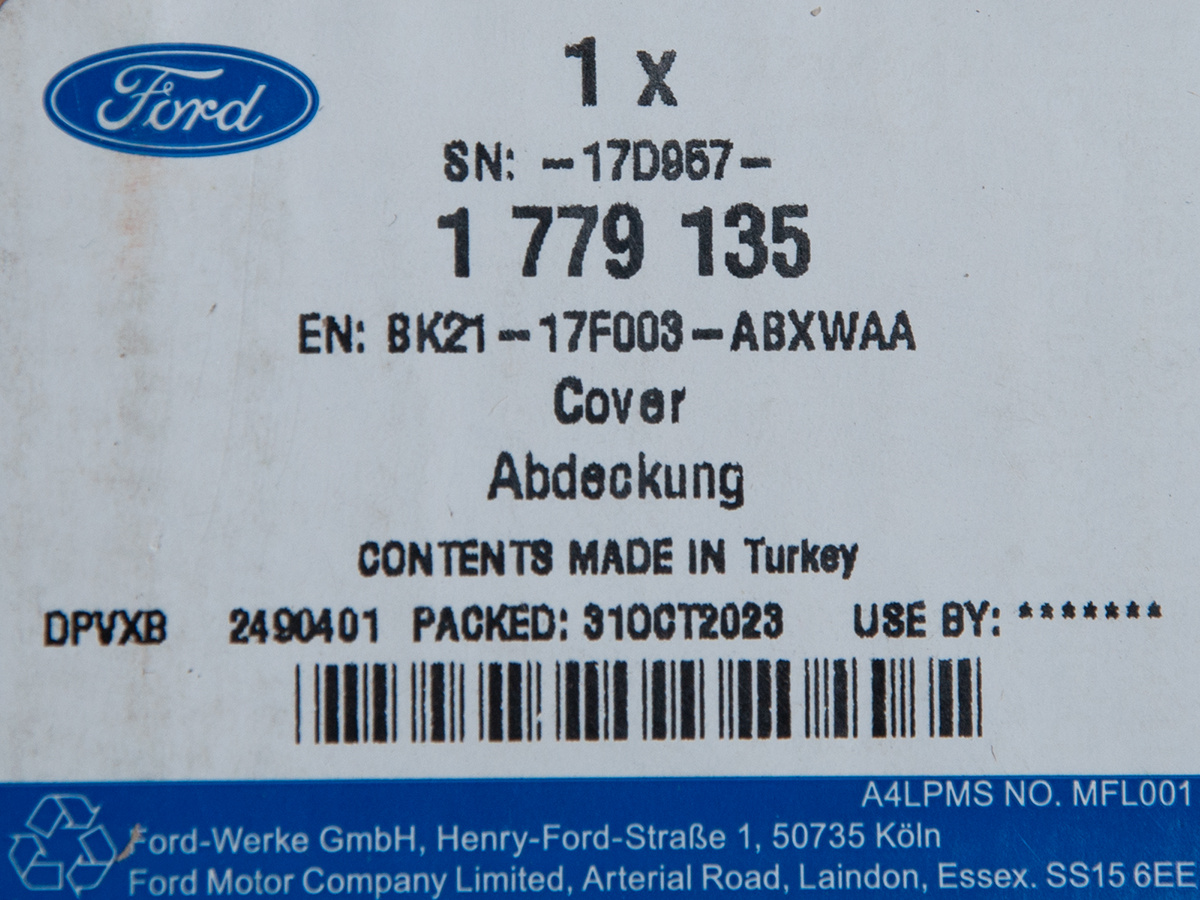 Ford
1 x
SN: -17D957-
1 779 135
EN: BK21-17F003-ABXWAA
Cover
Abdeckung
CONTENTS MADE IN Turkey
DPVXB 2490401 PACKED: 31OCT2023 USE BY: *******
A4LPMS NO. MFL001
Ford-Werke GmbH, Henry-Ford-Straße 1, 50735 Köln
Ford Motor Company Limited, Arterial Road, Laindon, Essex. SS15 6EE